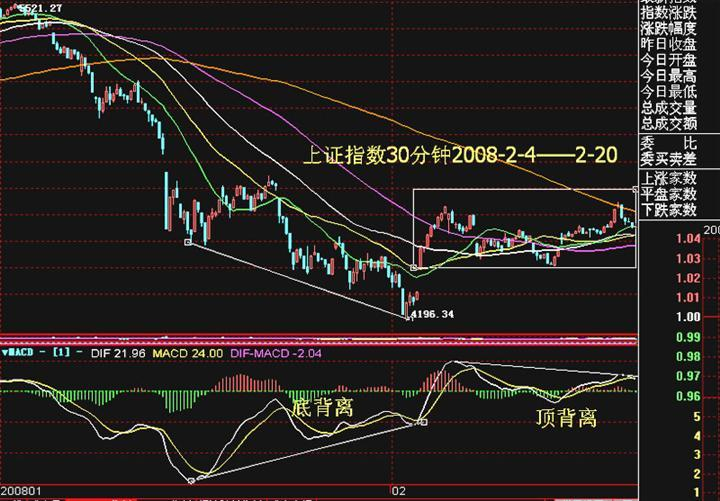 5521.27
指数涨跌
涨跌幅度
昨日收盘
今日开盘
今日最高
今日最低
总成交量
总成交额
委 比
委买卖差
上涨家数
平盘家数
下跌家数
上证指数30分钟2008-2-4——2-20
4196.34
1.04
1.03
1.02
1.01
1.00
0.99
0.98
0.97
0.96
▼MACD - [1] - DIF 21.96 MACD 24.00 DIF-MACD -2.04
底背离
顶背离
5
4
3
2
1
200801
02